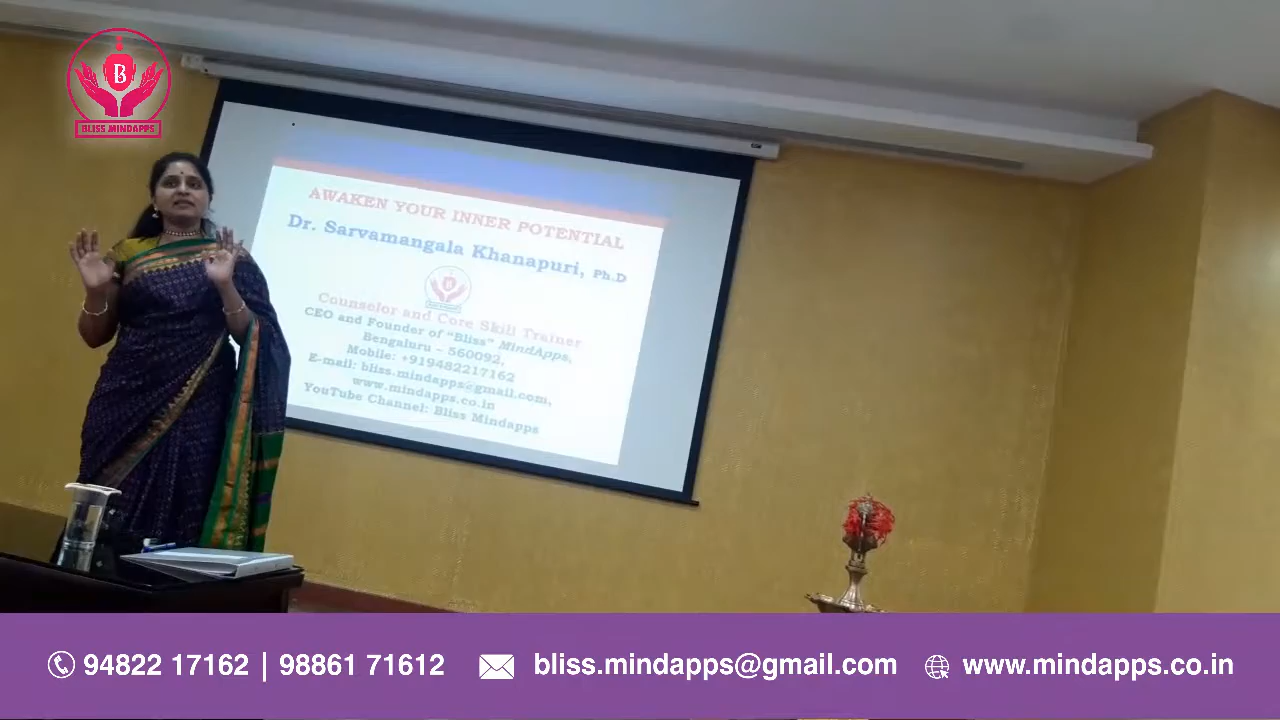 B
BLISS MINDAPPS
AWAKEN YOUR INNER POTENTIAL
Dr. Sarvamangala Khanapuri, Ph.D
B
Counselor and Core Skill Trainer
CEO and Founder of "Bliss" MindApps,
Bengaluru – 560092,
Mobile: +919482217162
E-mail: bliss.mindapps@gmail.com,
www.mindapps.co.in
YouTube Channel: Bliss Mindapps
94822 17162 | 98861 71612 bliss.mindapps@gmail.com www.mindapps.co.in